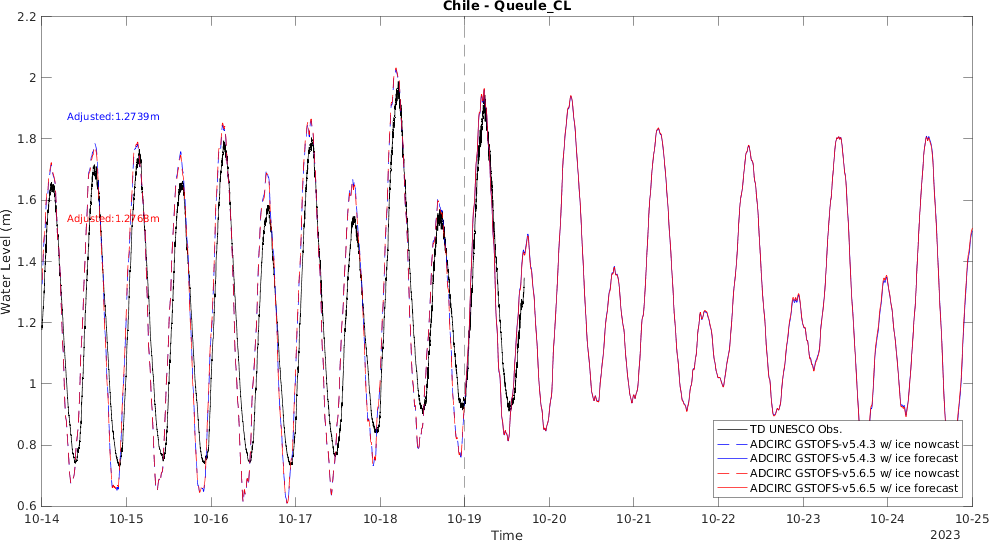 Chile - Queule_CL
2.2
2
1.8
1.6
1.4
1.2
1
0.8
0.6
Water Level (m)
Adjusted:1.2739m
Adjusted:1.2763m
TD UNESCO Obs.
ADCIRC GSTOFS-v5.4.3 w/ ice nowcast
ADCIRC GSTOFS-v5.4.3 w/ ice forecast
ADCIRC GSTOFS-v5.6.5 w/ ice nowcast
ADCIRC GSTOFS-v5.6.5 w/ ice forecast
10-14 10-15 10-16 10-17 10-18 10-19 10-20 10-21 10-22 10-23 10-24 10-25
Time
2023